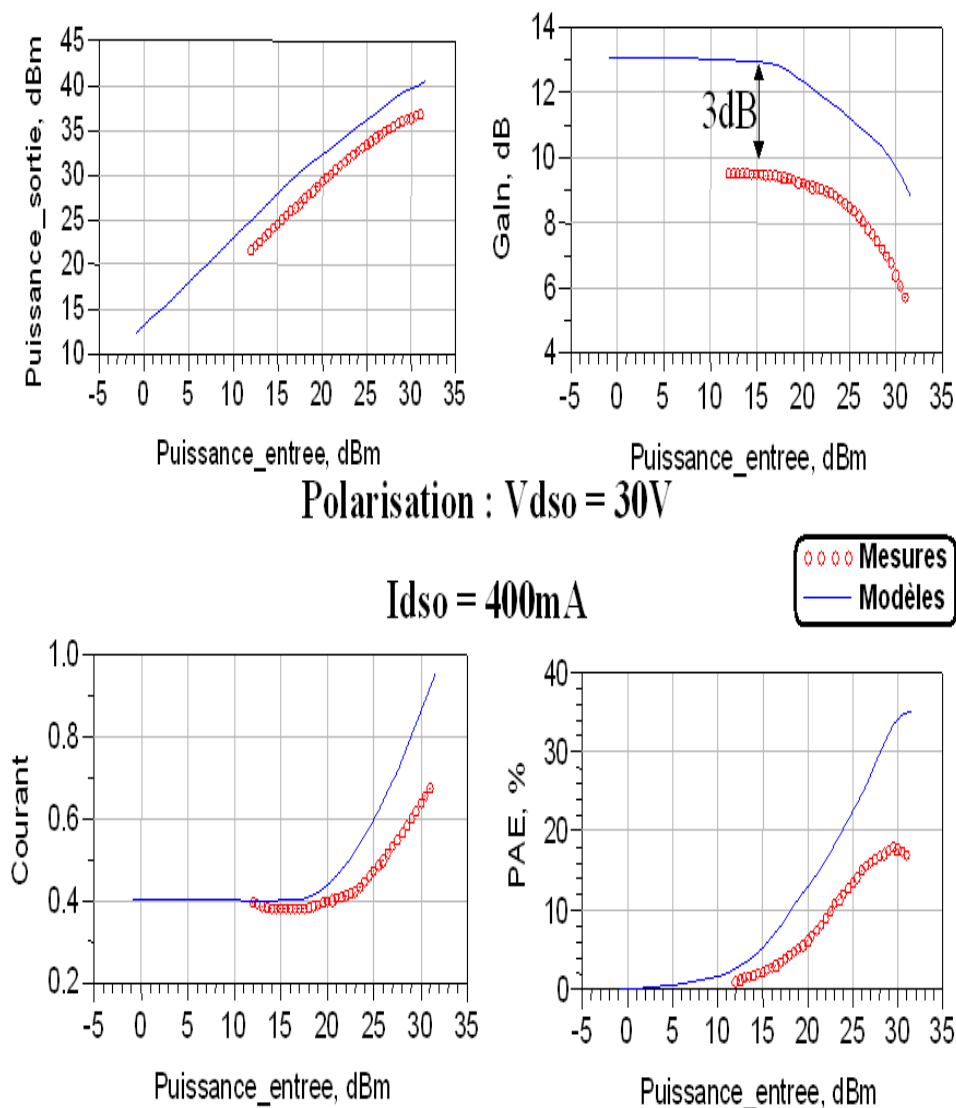 45
40
35
30
25
20
15
10
Puissance_sortie, dBm
-5 0 5 10 15 20 25 30 35
Puissance_entree, dBm
14
12
10
8
6
4
Gain, dB
3dB
-5 0 5 10 15 20 25 30 35
Puissance_entree, dBm
Polarisation : Vdso = 30V
Idso = 400mA
Mesures
Modèles
1.0
0.8
0.6
0.4
0.2
Courant
-5 0 5 10 15 20 25 30 35
Puissance_entree, dBm
40
30
20
10
0
PAE, %
-5 0 5 10 15 20 25 30 35
Puissance_entree, dBm